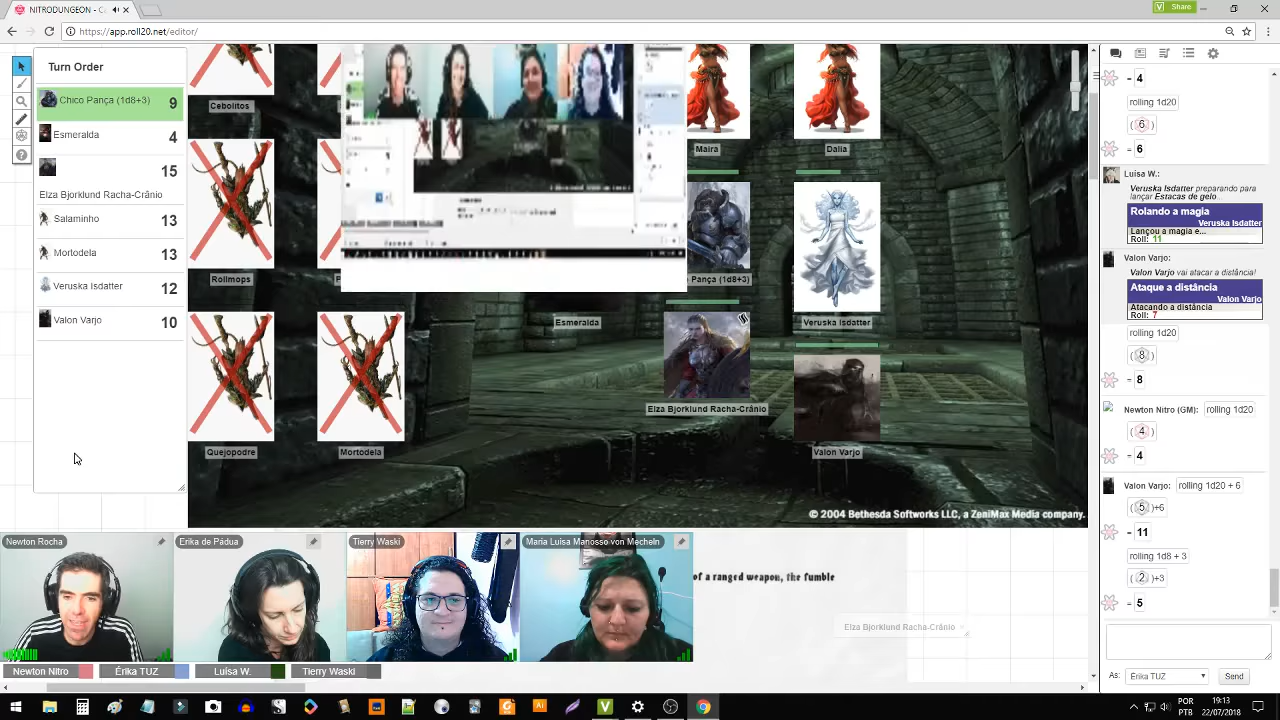 NITRODUNGEON - C
Share
https://app.roll20.net/editor/
Turn Order
Chico Pança (1d8+3) 9
Esmeralda 4
15
Elza Bjorklund Racha-Crânio
Salaminho 13
Mortodela 13
Veruska Isdatter 12
Valon Varjo 10
Cebolitos
Rollmops
Quejopodre
Mortodela
Maira
Dalia
Pança (1d8+3)
Esmeralda
Veruska Isdatter
Elza Bjorklund Racha-Crânio
Valon Varjo
© 2004 Bethesda Softworks LLC, a ZeniMax Media company.
of a ranged weapon, the fumble
Elza Bjorklund Racha-Crânio
Newton Rocha
Erika de Pádua
Tierry Waski
Maria Luisa Manosso von Mecheln
Newton Nitro
Érika TUZ
Luísa W.
Tierry Waski
= 4
rolling 1d20
(6)
= 6
Luísa W.:
Veruska Isdatter preparando para
lançar Estacas de gelo...
Rolando a magia
Veruska Isdatter
Lançou a magia e...
Roll: 11
Valon Varjo:
Valon Varjo vai atacar a distância!
Ataque a distância
Valon Varjo
Atacando a distância
Roll: 7
rolling 1d20
(8)
= 8
Newton Nitro (GM): rolling 1d20
(4)
= 4
Valon Varjo: rolling 1d20 + 6
(5)+6
= 11
rolling 1d8 + 3
(2)+3
= 5
As: Érika TUZ Send
POR
PTB
19:13
22/07/2018